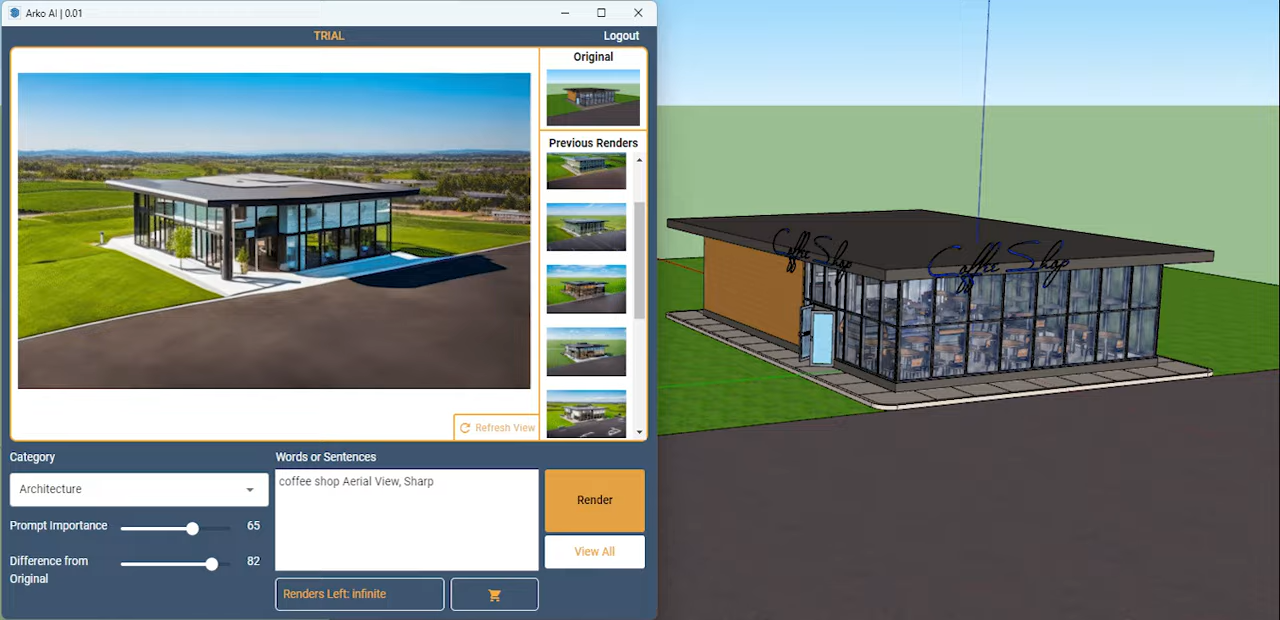 Arko AI | 0.01
TRIAL
Logout
Original
Previous Renders
Refresh View
Category
Architecture
Prompt Importance
65
Difference from
Original
82
Words or Sentences
coffee shop Aerial View, Sharp
Render
View All
Renders Left: infinite
Coffee Shop
Coffee Shop